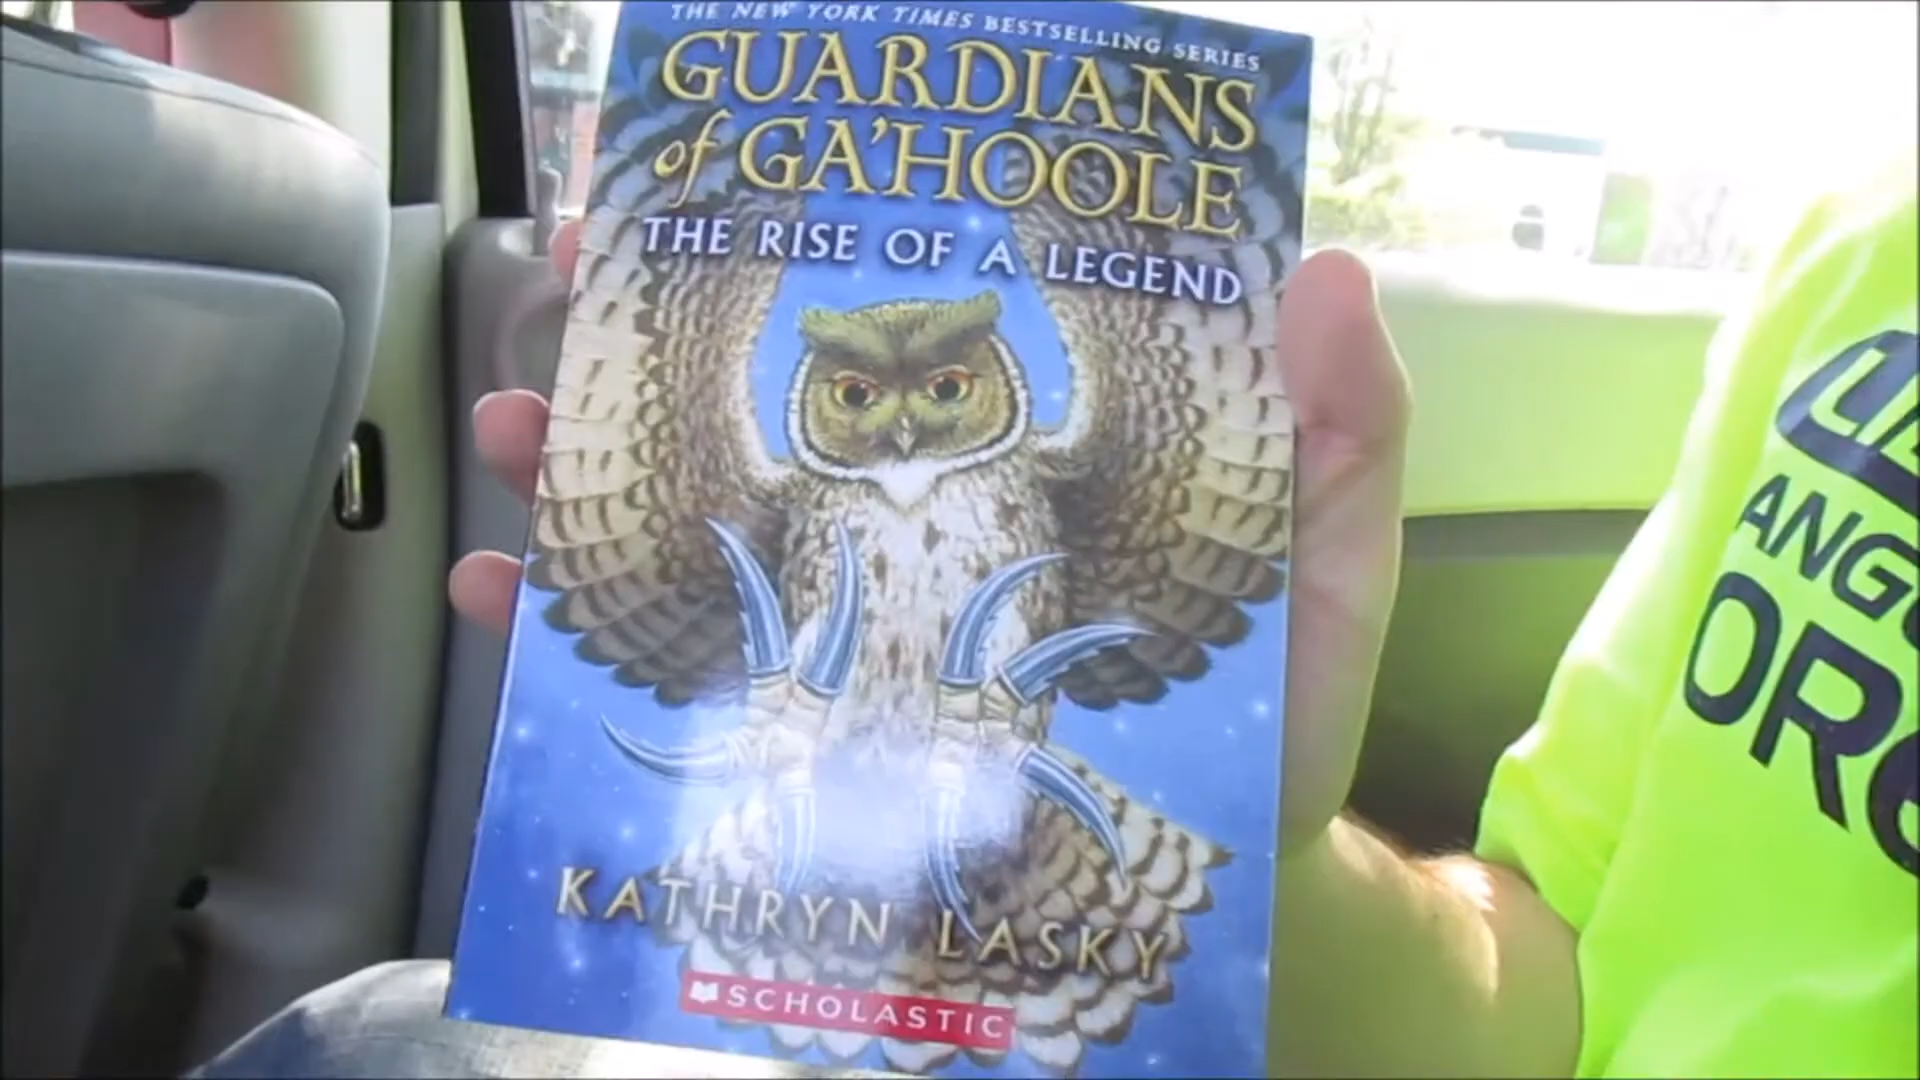 THE NEW YORK TIMES BESTSELLING SERIES
GUARDIANS
of GA'HOOLE
THE RISE OF A LEGEND
KATHRYN LASKY
SCHOLASTIC